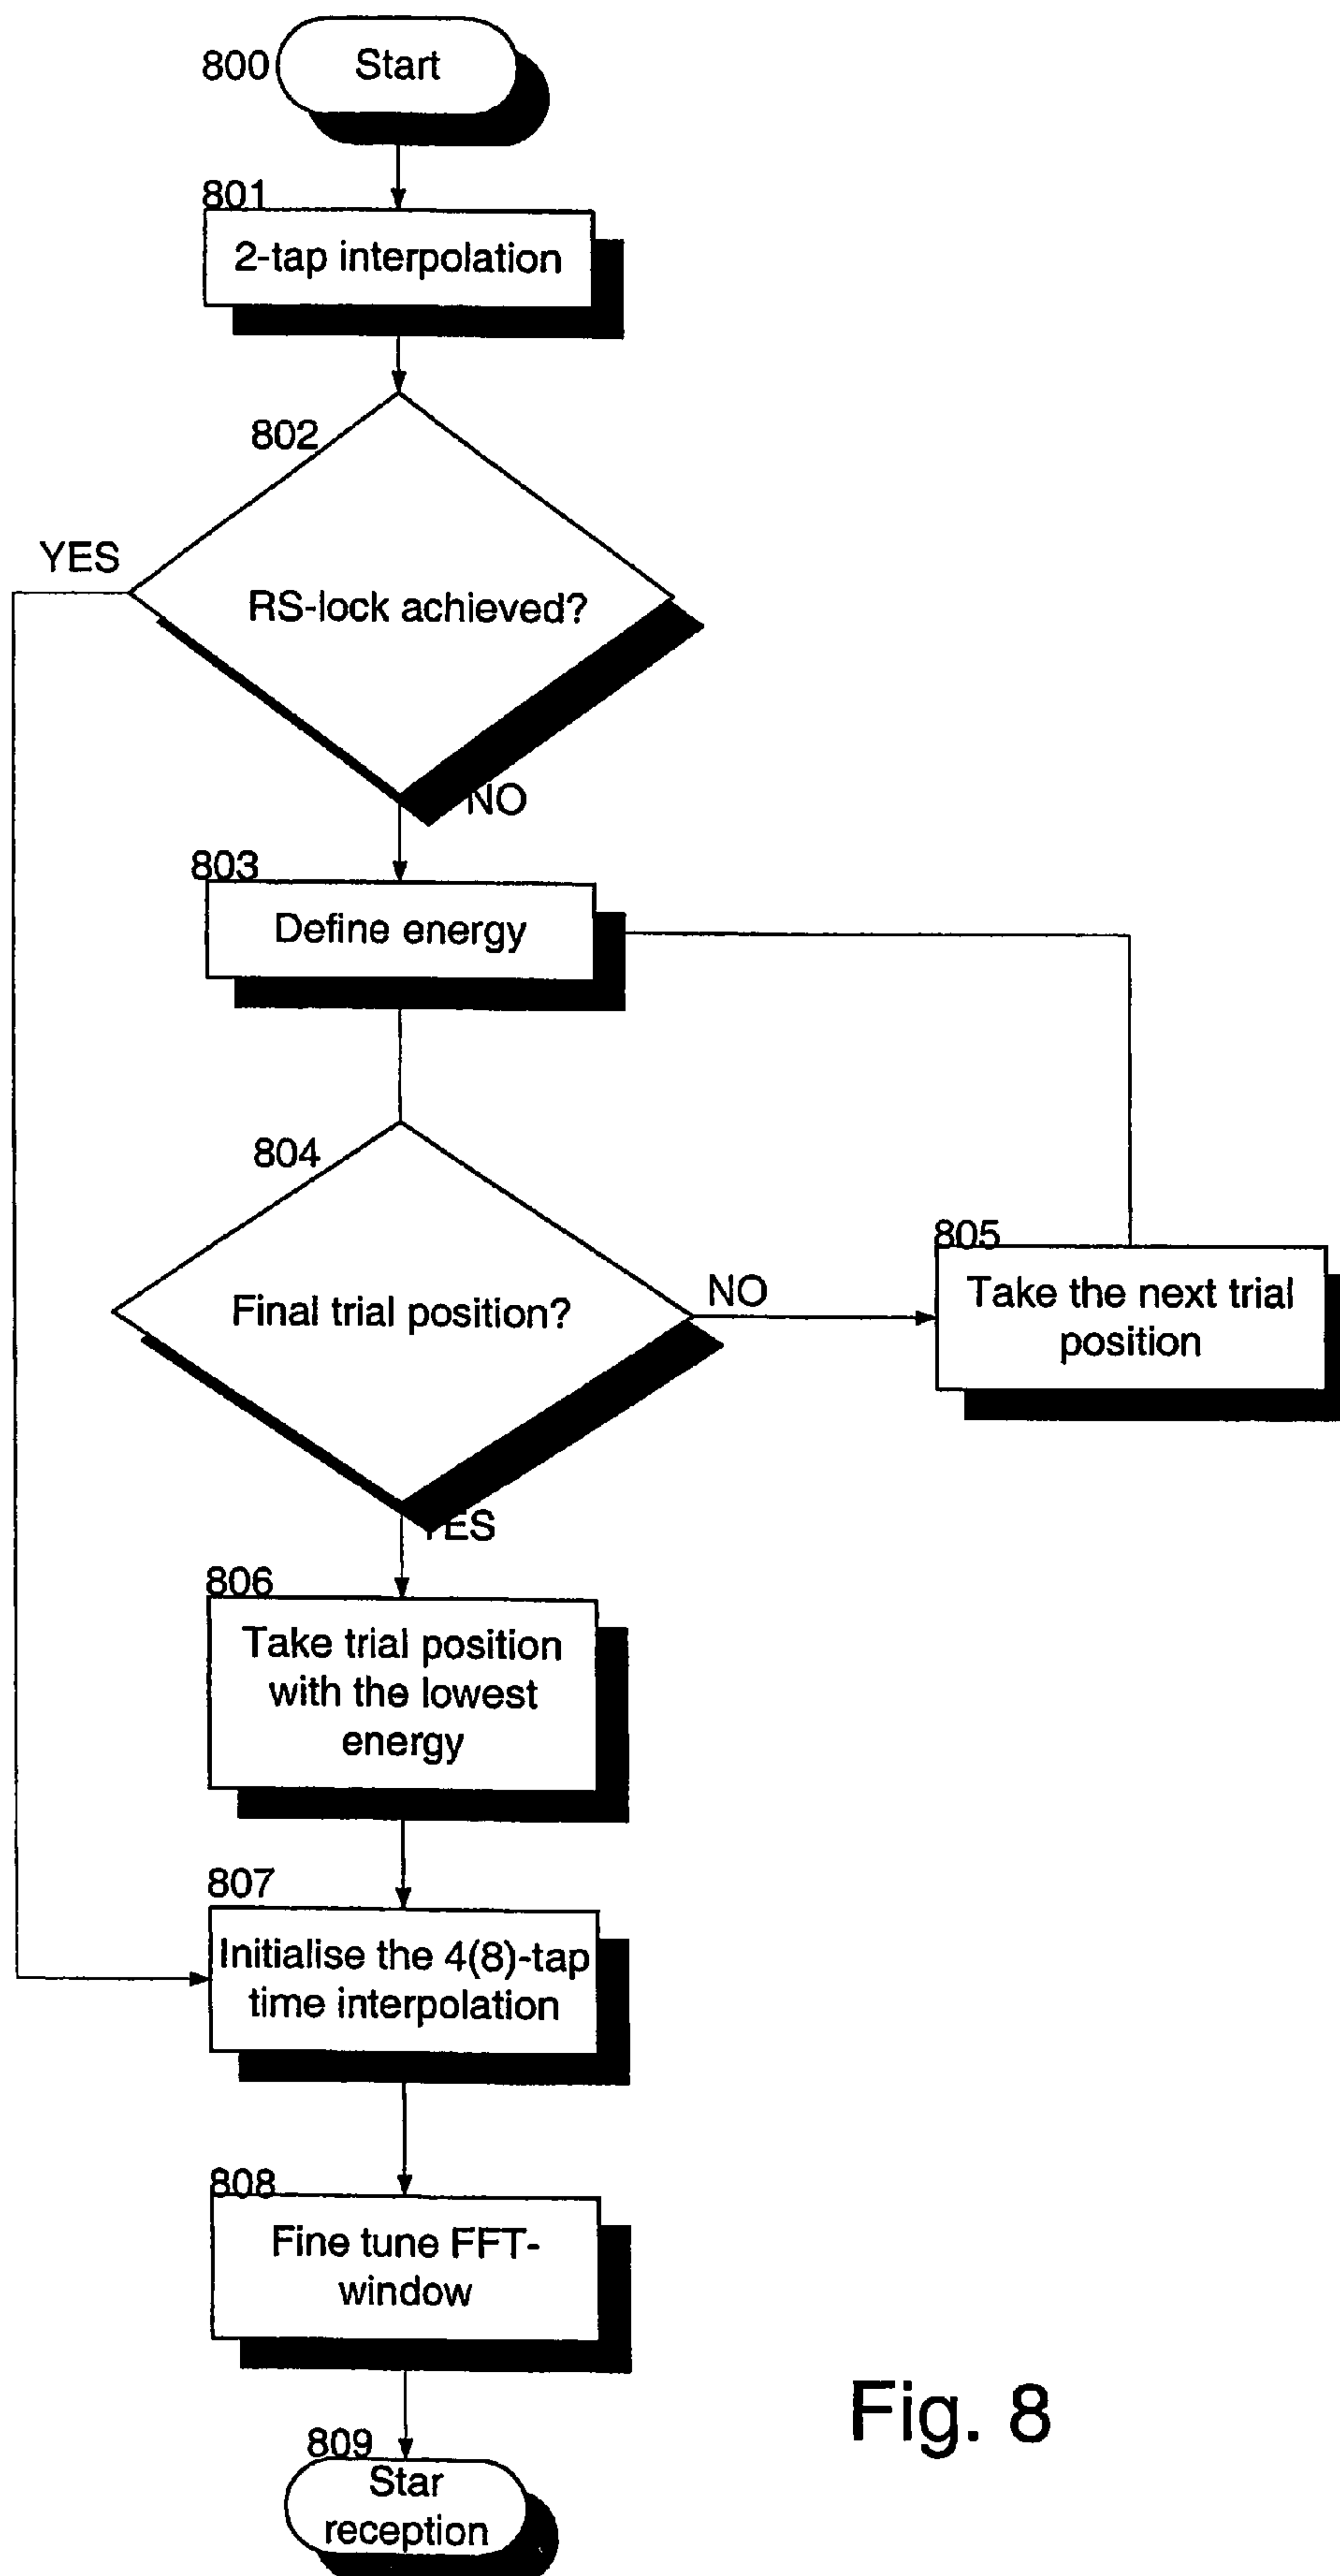 800
Start
801
2-tap interpolation
802
YES
RS-lock achieved?
NO
803
Define energy
804
Final trial position?
NO
805
Take the next trial
position
YES
806
Take trial position
with the lowest
energy
807
Initialise the 4(8)-tap
time interpolation
808
Fine tune FFT-
window
809
Star
reception
Fig. 8